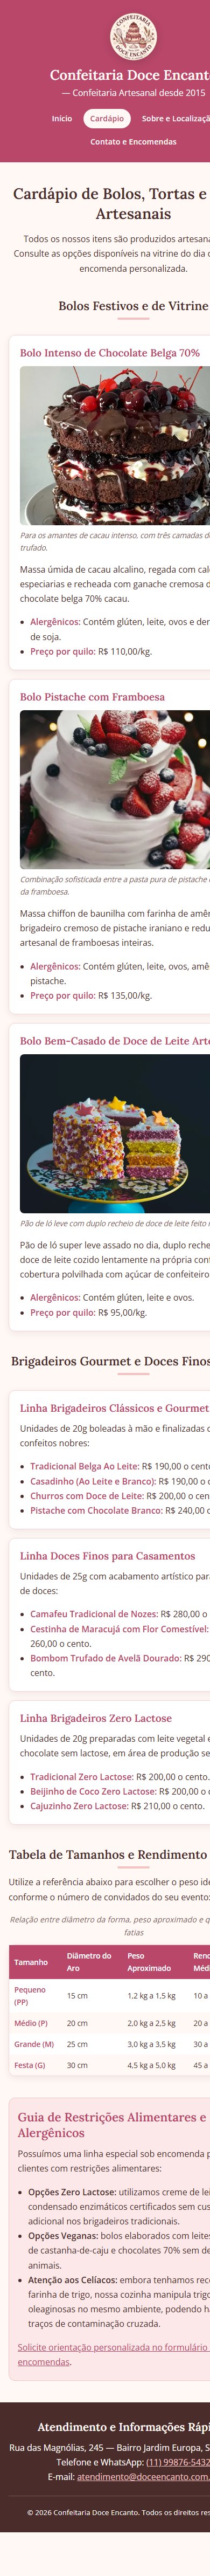 Confeitaria Doce Encanto
— Confeitaria Artesanal desde 2015
Início Cardápio Sobre e Localização
Contato e Encomendas
Cardápio de Bolos, Tortas e
Artesanais
Todos os nossos itens são produzidos artesana
Consulte as opções disponíveis na vitrine do dia o
encomenda personalizada.
Bolos Festivos e de Vitrine
Bolo Intenso de Chocolate Belga 70%
Para os amantes de cacau intenso, com três camadas de
trufado.
Massa úmida de cacau alcalino, regada com cal
especiarias e recheada com ganache cremosa d
chocolate belga 70% cacau.
Alergênicos: Contém glúten, leite, ovos e der
de soja.
Preço por quilo: R$ 110,00/kg.
Bolo Pistache com Framboesa
Combinação sofisticada entre a pasta pura de pistache e
da framboesa.
Massa chiffon de baunilha com farinha de amên
brigadeiro cremoso de pistache iraniano e redu
artesanal de framboesas inteiras.
Alergênicos: Contém glúten, leite, ovos, amê
pistache.
Preço por quilo: R$ 135,00/kg.
Bolo Bem-Casado de Doce de Leite Arte
Pão de ló leve com duplo recheio de doce de leite feito n
Pão de ló super leve assado no dia, duplo reche
doce de leite cozido lentamente na própria conf
cobertura polvilhada com açúcar de confeiteiro
Alergênicos: Contém glúten, leite e ovos.
Preço por quilo: R$ 95,00/kg.
Brigadeiros Gourmet e Doces Finos
Linha Brigadeiros Clássicos e Gourmet
Unidades de 20g boleadas à mão e finalizadas c
confeitos nobres:
Tradicional Belga Ao Leite: R$ 190,00 o cento
Casadinho (Ao Leite e Branco): R$ 190,00 o c
Churros com Doce de Leite: R$ 200,00 o cen
Pistache com Chocolate Branco: R$ 240,00 o
Linha Doces Finos para Casamentos
Unidades de 25g com acabamento artístico para
de doces:
Camafeu Tradicional de Nozes: R$ 280,00 o
Cestinha de Maracujá com Flor Comestível:
260,00 o cento.
Bombom Trufado de Avelã Dourado: R$ 290
cento.
Linha Brigadeiros Zero Lactose
Unidades de 20g preparadas com leite vegetal e
chocolate sem lactose, em área de produção se
Tradicional Zero Lactose: R$ 200,00 o cento.
Beijinho de Coco Zero Lactose: R$ 200,00 o c
Cajuzinho Zero Lactose: R$ 210,00 o cento.
Tabela de Tamanhos e Rendimento
Utilize a referência abaixo para escolher o peso ide
conforme o número de convidados do seu evento:
Relação entre diâmetro da forma, peso aproximado e q
fatias
Tamanho Diâmetro do Aro Peso Aproximado Rend Médi
Pequeno (PP) 15 cm 1,2 kg a 1,5 kg 10 a
Médio (P) 20 cm 2,0 kg a 2,5 kg 20 a
Grande (M) 25 cm 3,0 kg a 3,5 kg 30 a
Festa (G) 30 cm 4,5 kg a 5,0 kg 45 a
Guia de Restrições Alimentares e
Alergênicos
Possuímos uma linha especial sob encomenda p
clientes com restrições alimentares:
Opções Zero Lactose: utilizamos creme de lei
condensado enzimáticos certificados sem cus
adicional nos brigadeiros tradicionais.
Opções Veganas: bolos elaborados com leites
de castanha-de-caju e chocolates 70% sem de
animais.
Atenção aos Celíacos: embora tenhamos rece
farinha de trigo, nossa cozinha manipula trigo
oleaginosas no mesmo ambiente, podendo ha
traços de contaminação cruzada.
Solicite orientação personalizada no formulário
encomendas.
Atendimento e Informações Rápi
Rua das Magnólias, 245 — Bairro Jardim Europa, S
Telefone e WhatsApp: (11) 99876-5432
E-mail: atendimento@doceencanto.com.
© 2026 Confeitaria Doce Encanto. Todos os direitos res